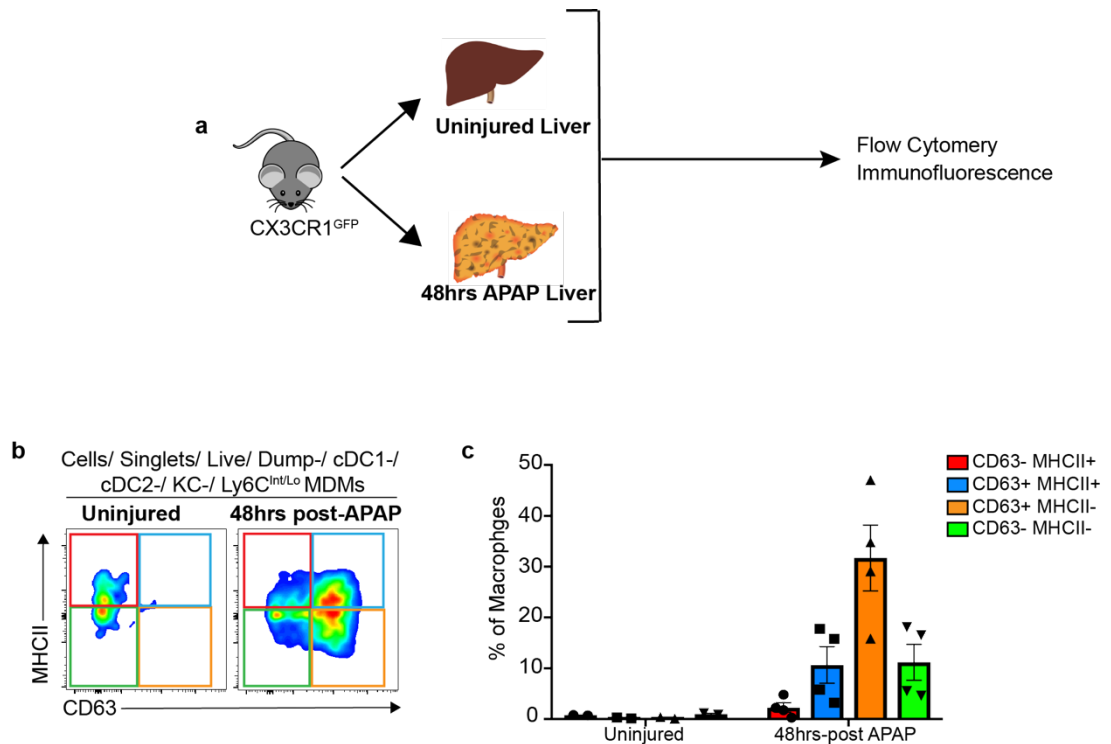 a
Uninjured Liver
CX3CR1GFP
48hrs APAP Liver
Flow Cytomery
Immunofluorescence
b
Cells/ Singlets/ Live/ Dump-/ cDC1-/
cDC2-/ KC-/ Ly6CInt/Lo MDMs
Uninjured
48hrs post-APAP
MHCII
CD63
c
% of Macrophges
50
40
30
20
10
0
Uninjured
48hrs-post APAP
CD63- MHCII+
CD63+ MHCII+
CD63+ MHCII-
CD63- MHCII-